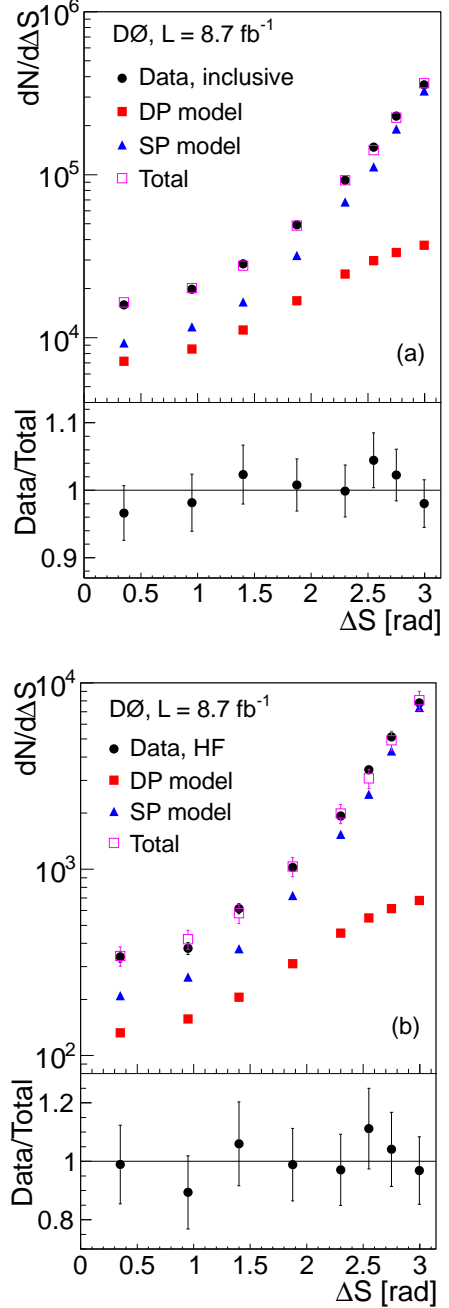 dN/dΔS
10⁶
10⁵
10⁴
DØ, L = 8.7 fb⁻¹
Data, inclusive
DP model
SP model
Total
(a)
Data/Total
1.1
1
0.9
0 0.5 1 1.5 2 2.5 3
ΔS [rad]
dN/dΔS
10⁴
10³
10²
DØ, L = 8.7 fb⁻¹
Data, HF
DP model
SP model
Total
(b)
Data/Total
1.2
1
0.8
0 0.5 1 1.5 2 2.5 3
ΔS [rad]